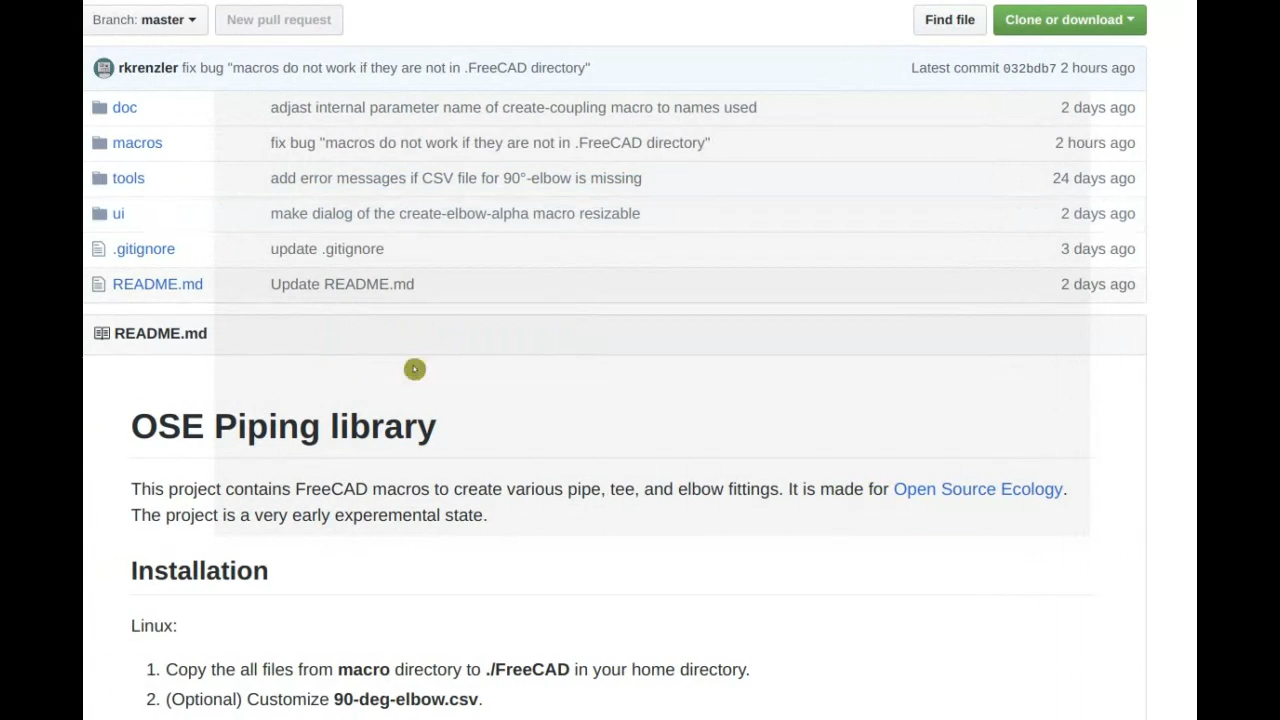 Branch: master New pull request Find file Clone or download
rkrenzler fix bug "macros do not work if they are not in .FreeCAD directory" Latest commit 032bdb7 2 hours ago
doc adjast internal parameter name of create-coupling macro to names used 2 days ago
macros fix bug "macros do not work if they are not in .FreeCAD directory" 2 hours ago
tools add error messages if CSV file for 90°-elbow is missing 24 days ago
ui make dialog of the create-elbow-alpha macro resizable 2 days ago
.gitignore update .gitignore 3 days ago
README.md Update README.md 2 days ago
README.md
OSE Piping library
This project contains FreeCAD macros to create various pipe, tee, and elbow fittings. It is made for Open Source Ecology.
The project is a very early experemental state.
Installation
Linux:
1. Copy the all files from macro directory to ./FreeCAD in your home directory.
2. (Optional) Customize 90-deg-elbow.csv.